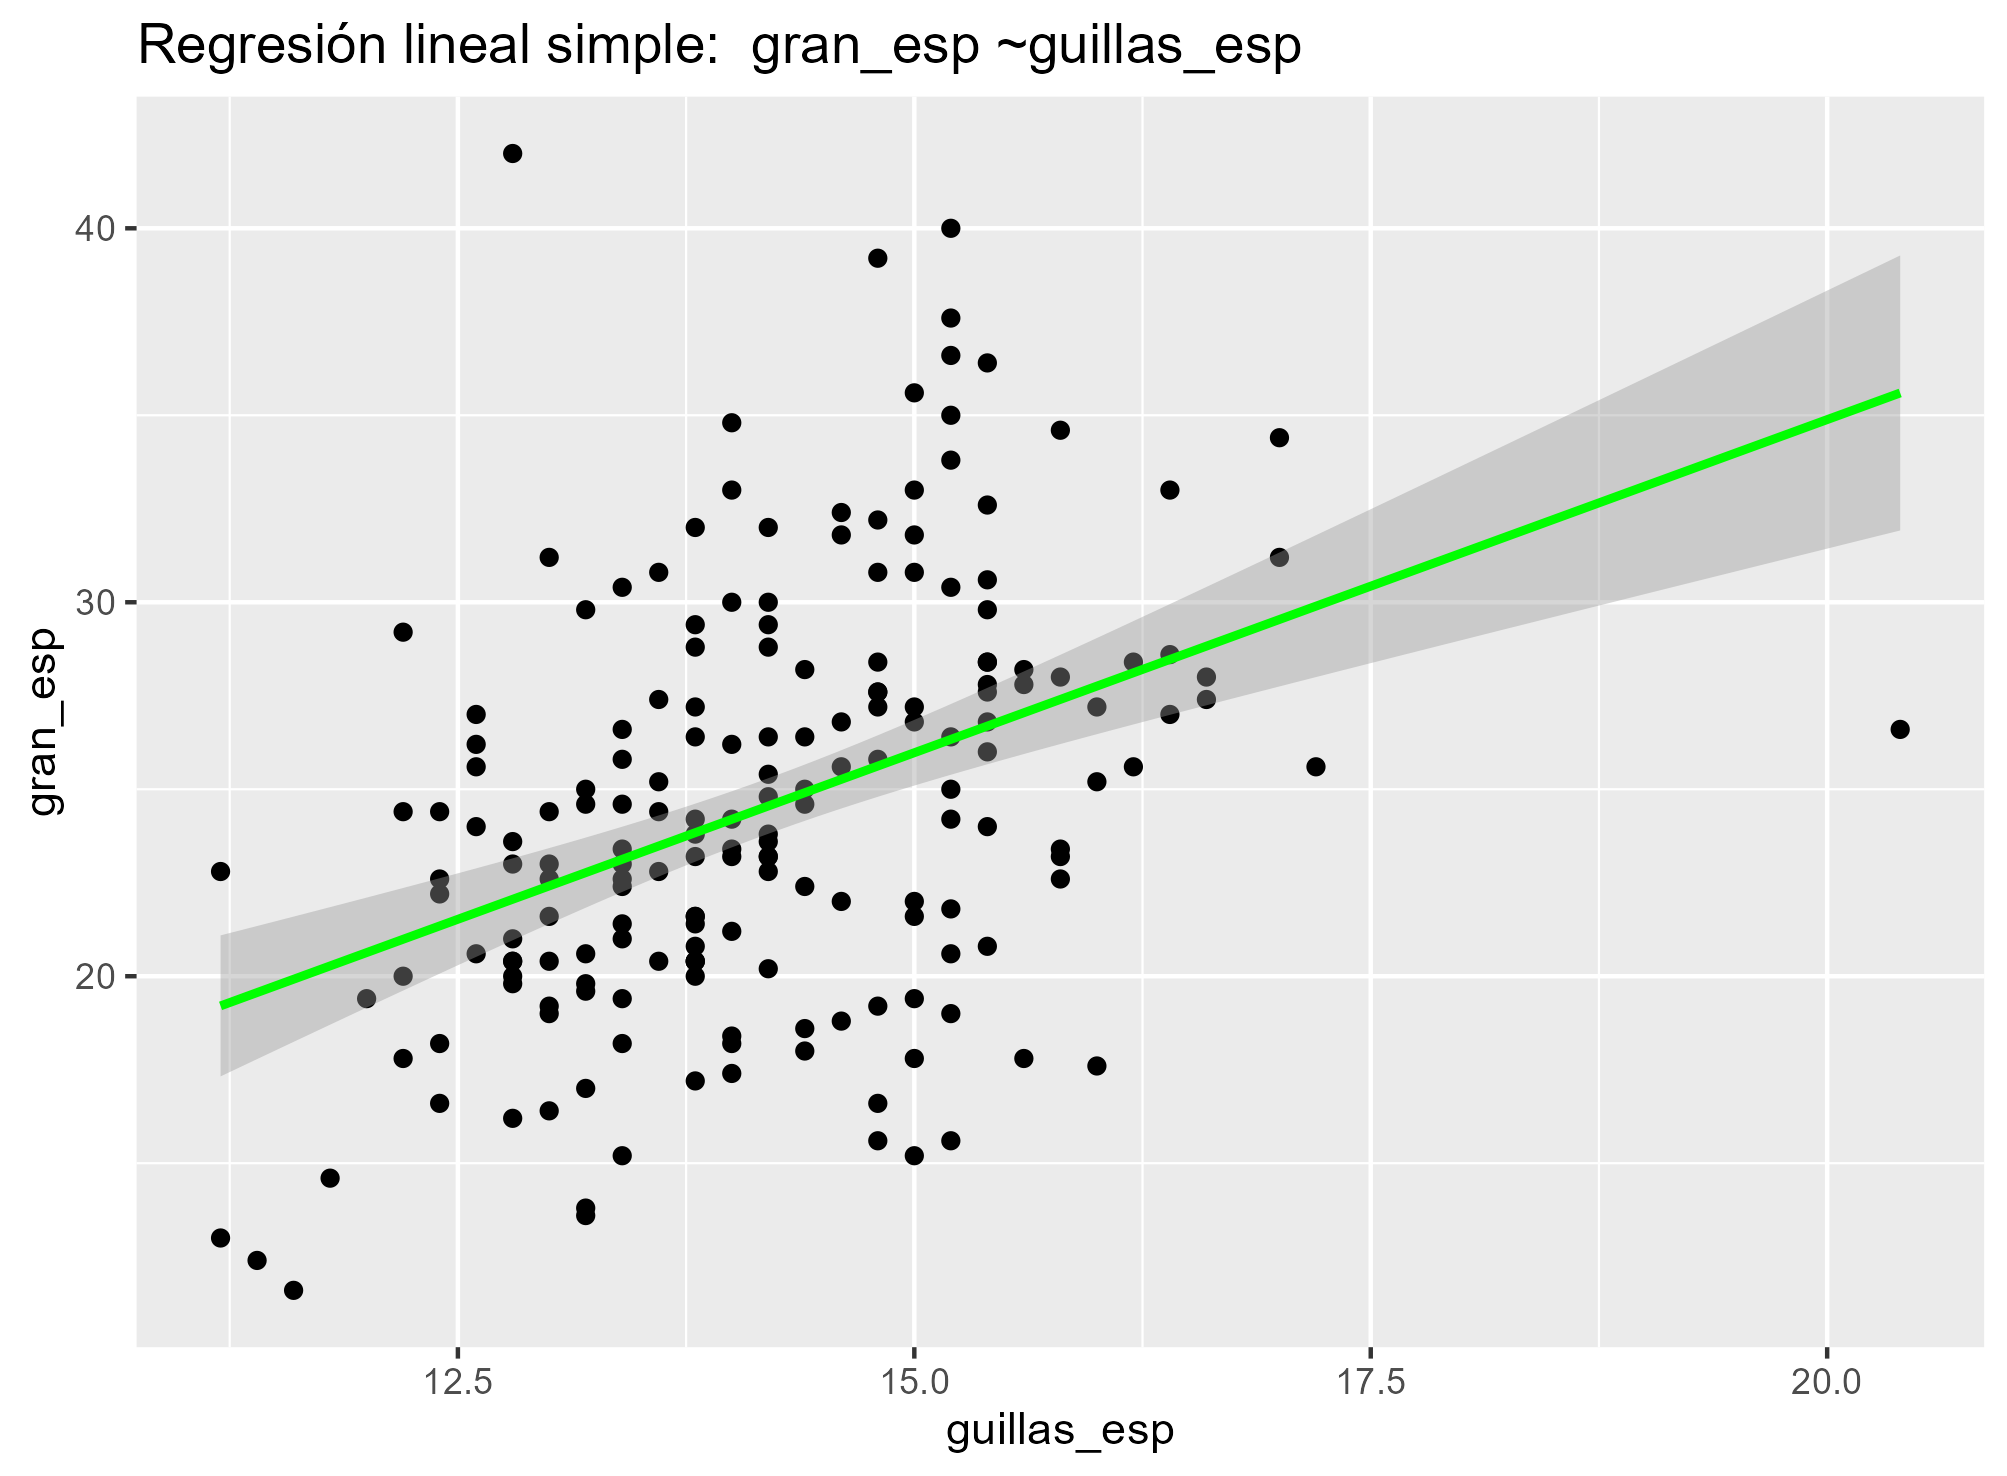 Regresión lineal simple:  gran_esp ~guillas_esp
40
30
20
gran_esp
12.5 15.0 17.5 20.0
guillas_esp